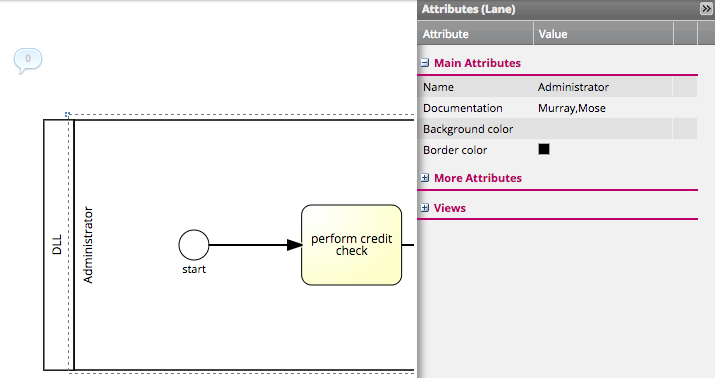 0
DLL
Administrator
start
perform credit
check
Attributes (Lane)
Attribute Value
Main Attributes
Name Administrator
Documentation Murray,Mose
Background color
Border color
More Attributes
Views